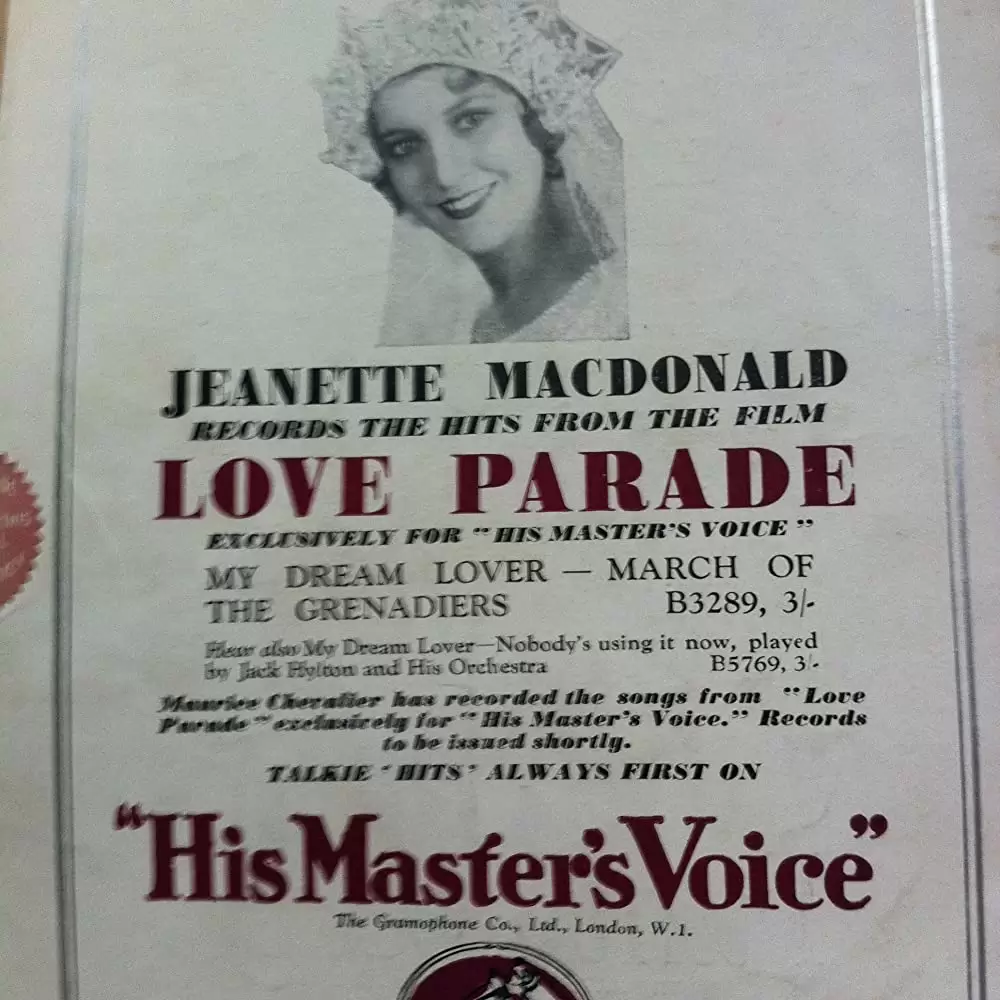 JEANETTE MACDONALD
RECORDS THE HITS FROM THE FILM
LOVE PARADE
EXCLUSIVELY FOR "HIS MASTER'S VOICE"
MY DREAM LOVER — MARCH OF
THE GRENADIERS B3289, 3/-
Hear also My Dream Lover—Nobody's using it now, played
by Jack Hylton and His Orchestra B5769, 3/-
Maurice Chevalier has recorded the songs from "Love
Parade" exclusively for "His Master's Voice." Records
to be issued shortly.
TALKIE 'HITS' ALWAYS FIRST ON
"His Master's Voice"
The Gramophone Co., Ltd., London, W.1.